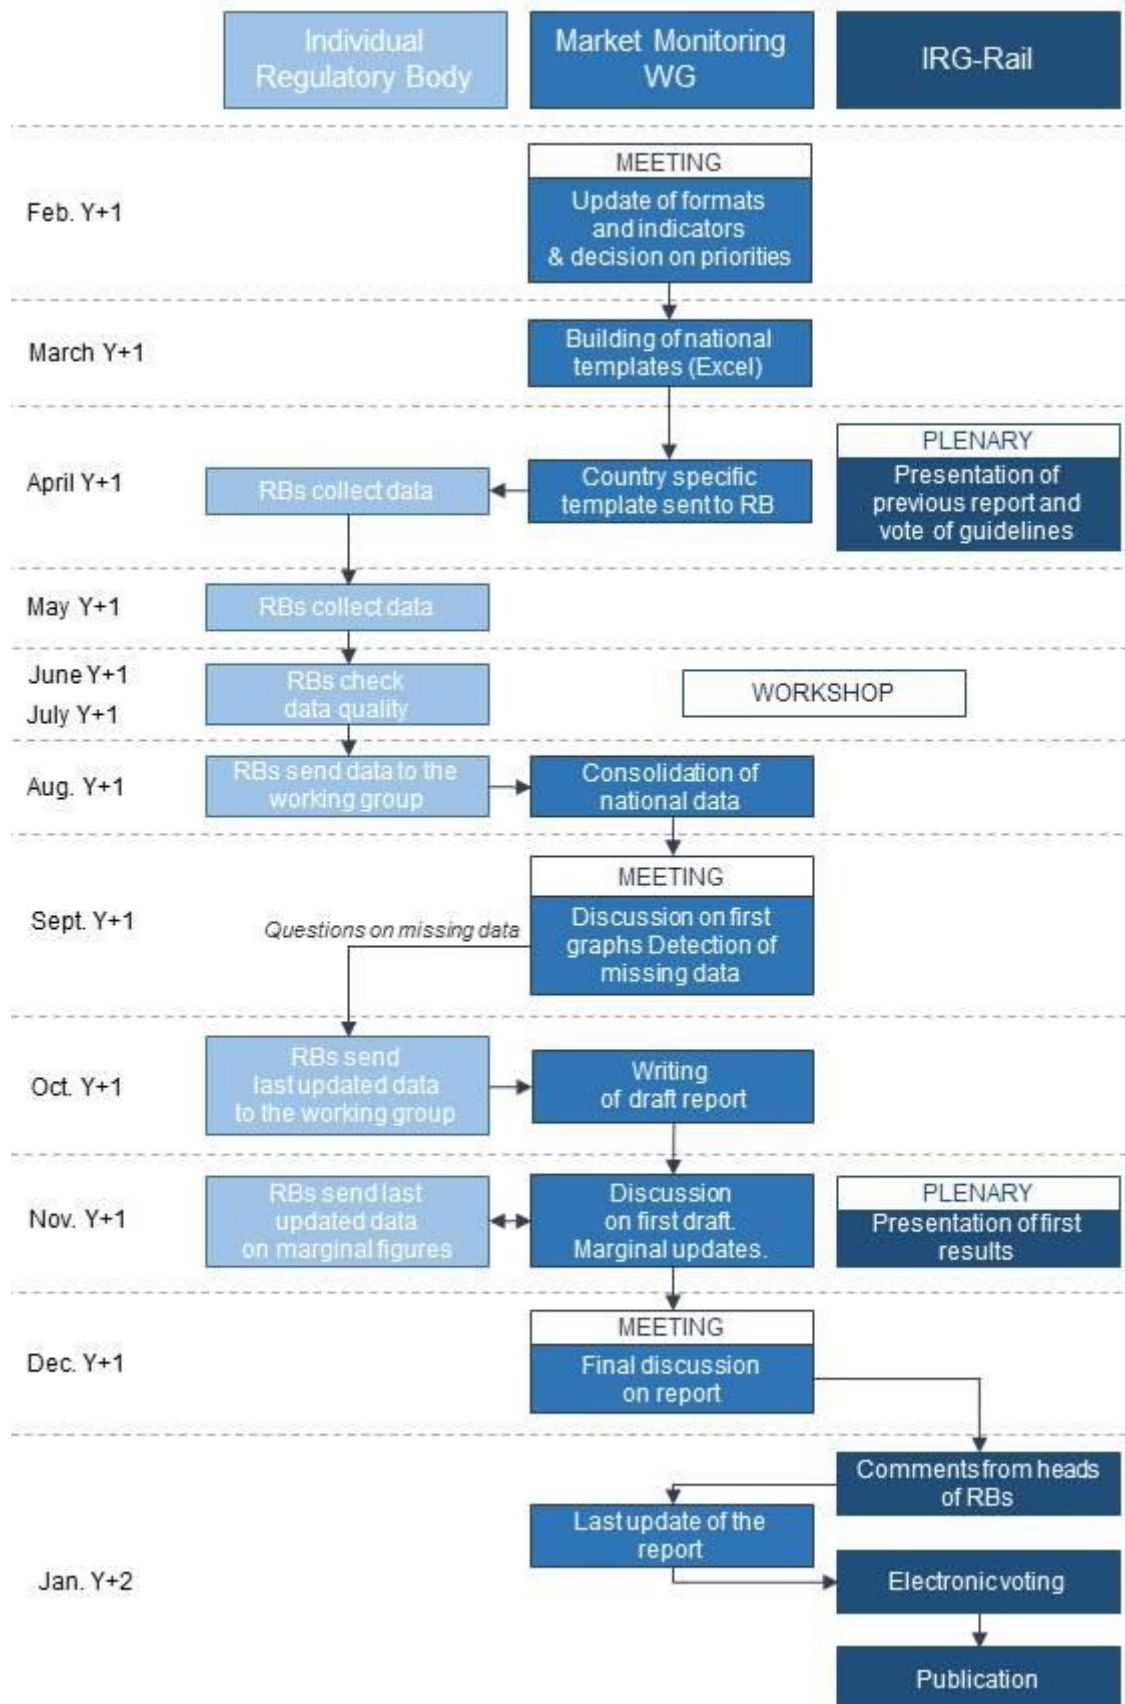 Individual
Regulatory Body
Market Monitoring
WG
IRG-Rail
Feb. Y+1
MEETING
Update of formats
and indicators
& decision on priorities
March Y+1
Building of national
templates (Excel)
April Y+1
RBs collect data
Country specific
template sent to RB
PLENARY
Presentation of
previous report and
vote of guidelines
May Y+1
RBs collect data
June Y+1
July Y+1
RBs check
data quality
WORKSHOP
Aug. Y+1
RBs send data to the
working group
Consolidation of
national data
Sept. Y+1
Questions on missing data
MEETING
Discussion on first
graphs Detection of
missing data
Oct. Y+1
RBs send
last updated data
to the working group
Writing
of draft report
Nov. Y+1
RBs send last
updated data
on marginal figures
Discussion
on first draft.
Marginal updates.
PLENARY
Presentation of first
results
Dec. Y+1
MEETING
Final discussion
on report
Jan. Y+2
Comments from heads
of RBs
Last update of the
report
Electronic voting
Publication